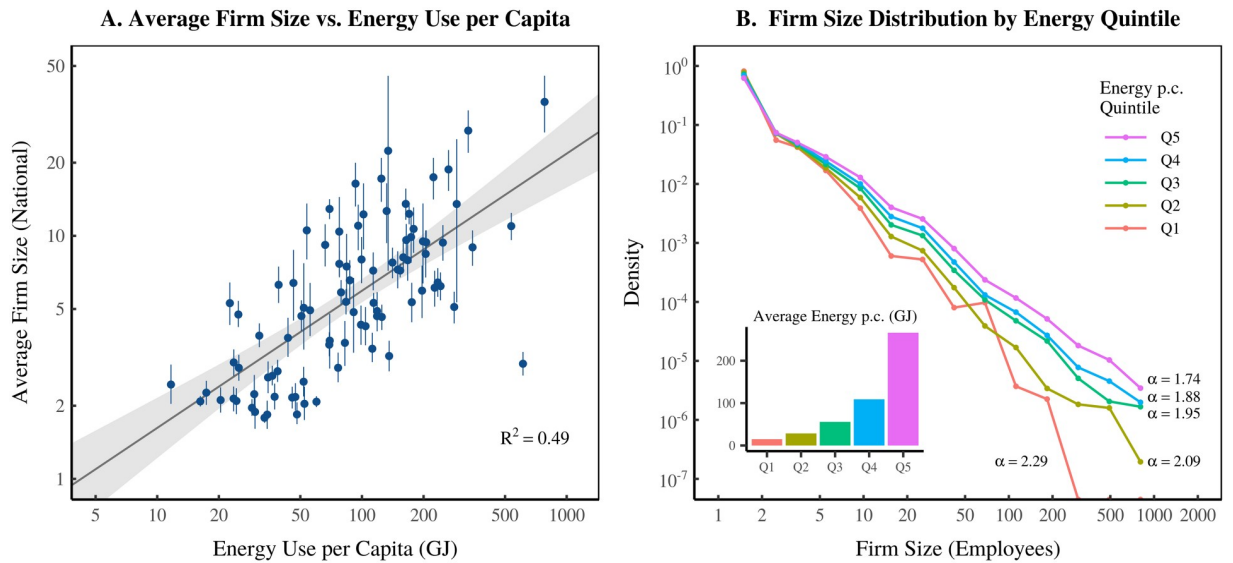 A. Average Firm Size vs. Energy Use per Capita
Average Firm Size (National)
50
20
10
5
2
1
R² = 0.49
5 10 20 50 100 200 500 1000
Energy Use per Capita (GJ)
B. Firm Size Distribution by Energy Quintile
Density
10⁰
10⁻¹
10⁻²
10⁻³
10⁻⁴
10⁻⁵
10⁻⁶
10⁻⁷
Energy p.c.
Quintile
Q5
Q4
Q3
Q2
Q1
Average Energy p.c. (GJ)
200
100
0
Q1 Q2 Q3 Q4 Q5
α = 1.74
α = 1.88
α = 1.95
α = 2.09
α = 2.29
1 2 5 10 20 50 100 200 500 1000 2000
Firm Size (Employees)